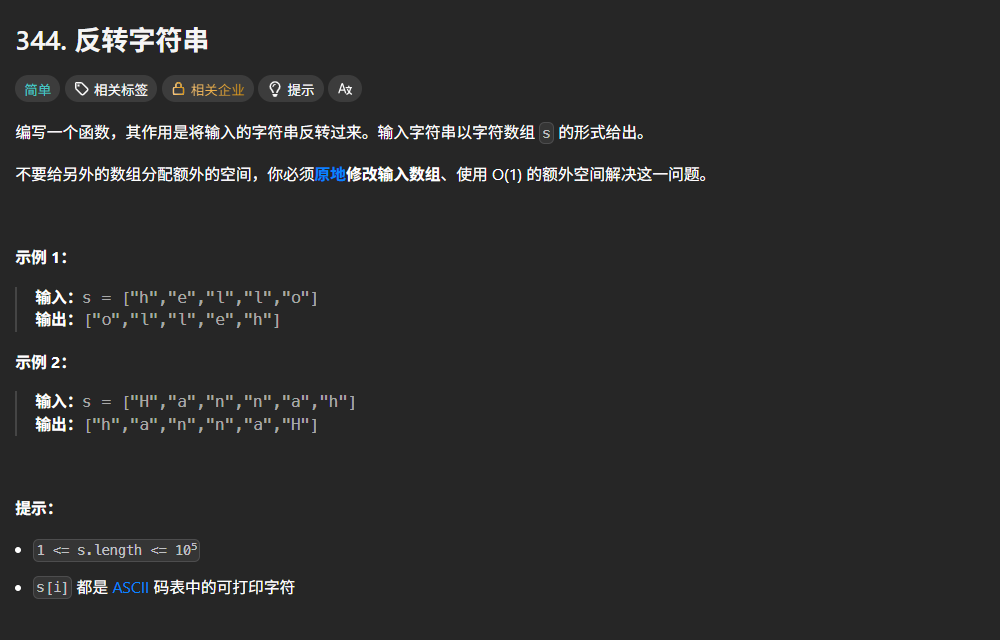 344. 反转字符串
简单 相关标签 相关企业 提示 A文
编写一个函数，其作用是将输入的字符串反转过来。输入字符串以字符数组 s 的形式给出。
不要给另外的数组分配额外的空间，你必须原地修改输入数组、使用 O(1) 的额外空间解决这一问题。
示例 1：
输入：s = ["h","e","l","l","o"]
输出：["o","l","l","e","h"]
示例 2：
输入：s = ["H","a","n","n","a","h"]
输出：["h","a","n","n","a","H"]
提示：
1 <= s.length <= 10⁵
s[i] 都是 ASCII 码表中的可打印字符